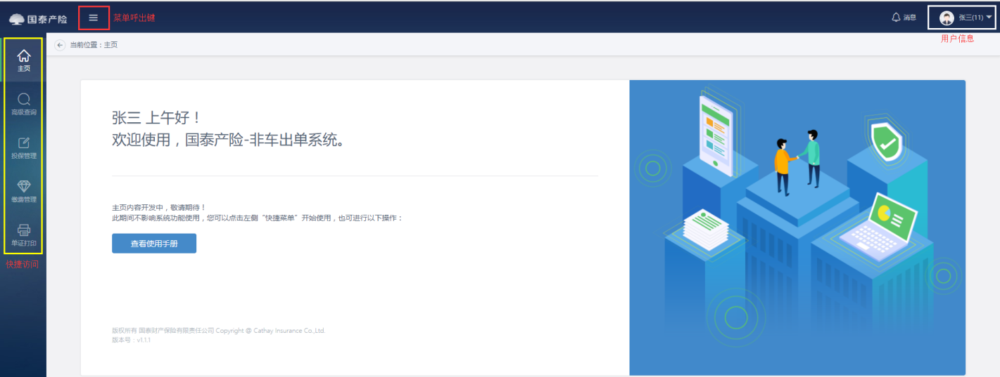 国泰产险
菜单呼出键
消息
张三(11)
用户信息
当前位置：主页
主页
高级查询
投保管理
缴费管理
单证打印
快捷访问
张三 上午好！
欢迎使用，国泰产险-非车出单系统。
主页内容开发中，敬请期待！
此期间不影响系统功能使用，您可以点击左侧“快捷菜单”开始使用，也可进行以下操作：
查看使用手册
版权所有 国泰财产保险有限责任公司 Copyright @ Cathay Insurance Co.,Ltd.
版本号：v1.1.1